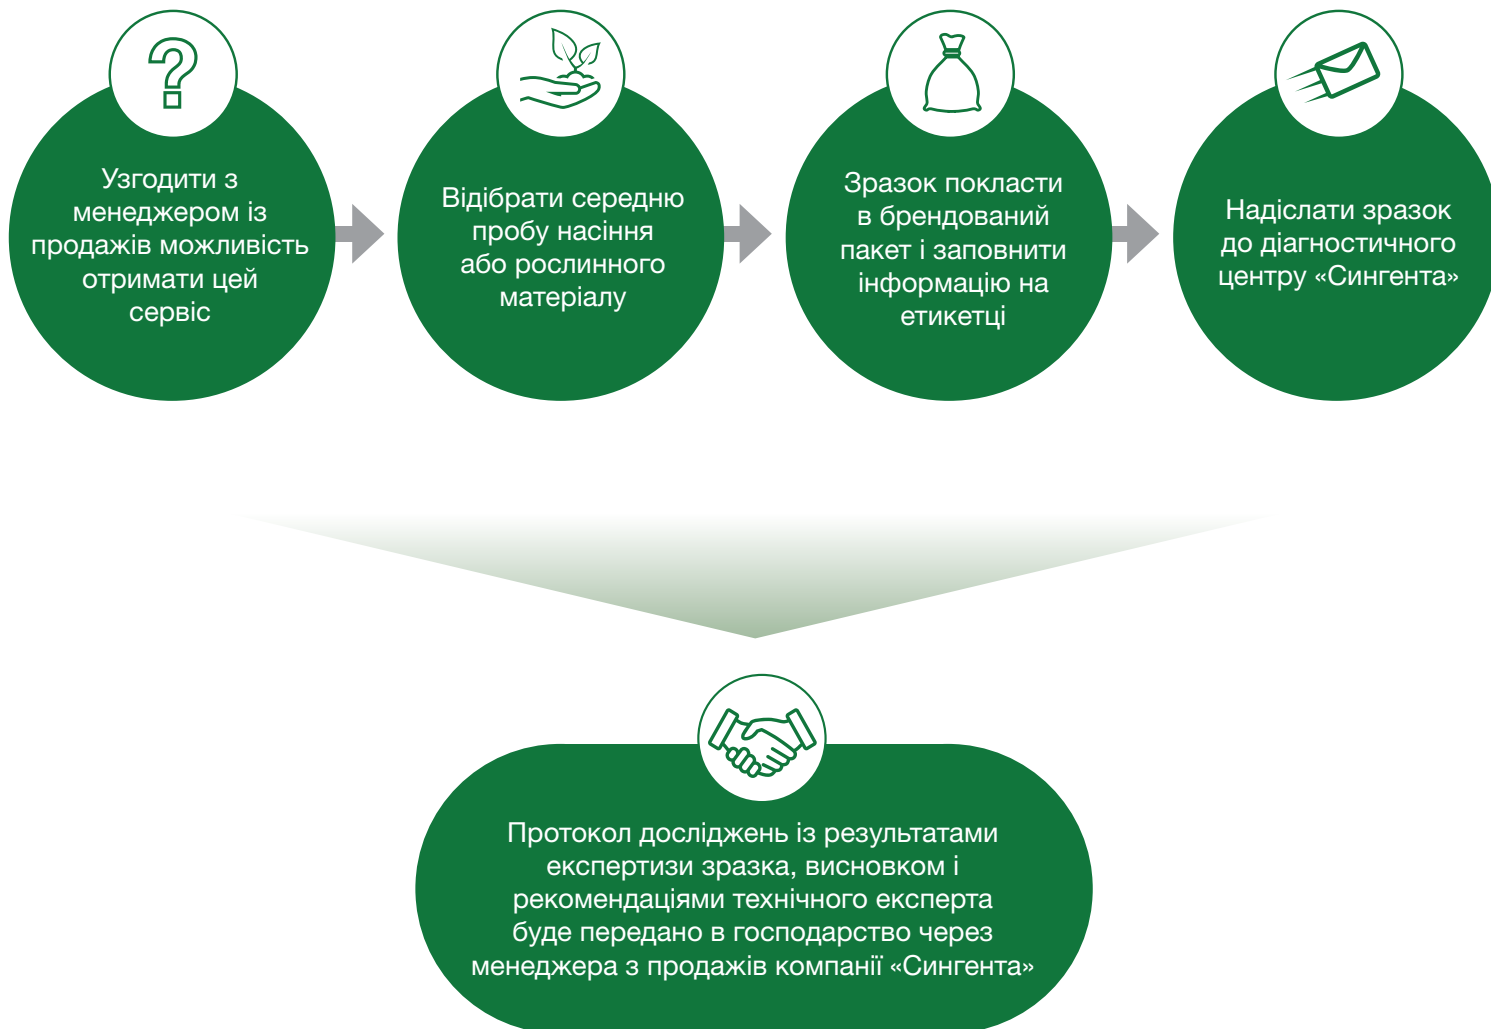 Узгодити з
менеджером із
продажів можливість
отримати цей
сервіс
Відібрати середню
пробу насіння
або рослинного
матеріалу
Зразок покласти
в брендований
пакет і заповнити
інформацію на
етикетці
Надіслати зразок
до діагностичного
центру «Сингента»
Протокол досліджень із результатами
експертизи зразка, висновком і
рекомендаціями технічного експерта
буде передано в господарство через
менеджера з продажів компанії «Сингента»